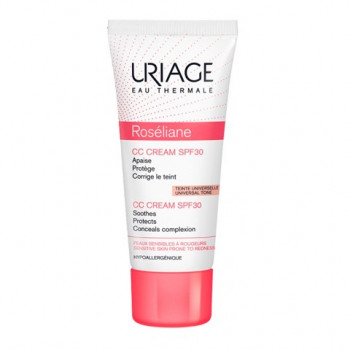 URIAGE
EAU THERMALE
Roséliane
CC CREAM SPF30
Apaise
Protège
Corrige le teint
TEINTE UNIVERSELLE
UNIVERSAL TONE
CC CREAM SPF30
Soothes
Protects
Conceals complexion
PEAUX SENSIBLES À ROUGEURS
SENSITIVE SKIN PRONE TO REDNESS
HYPOALLERGÉNIQUE